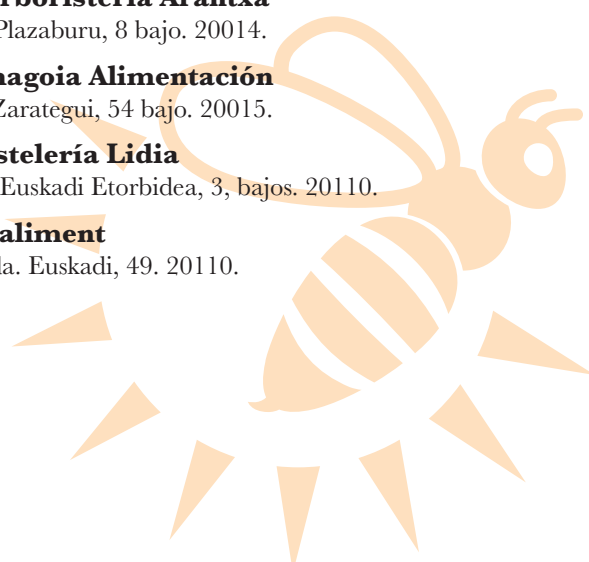 rboristería Arantxa
Plazaburu, 8 bajo. 20014.
nagoia Alimentación
Zarategui, 54 bajo. 20015.
stelería Lidia
Euskadi Etorbidea, 3, bajos. 20110.
aliment
la. Euskadi, 49. 20110.